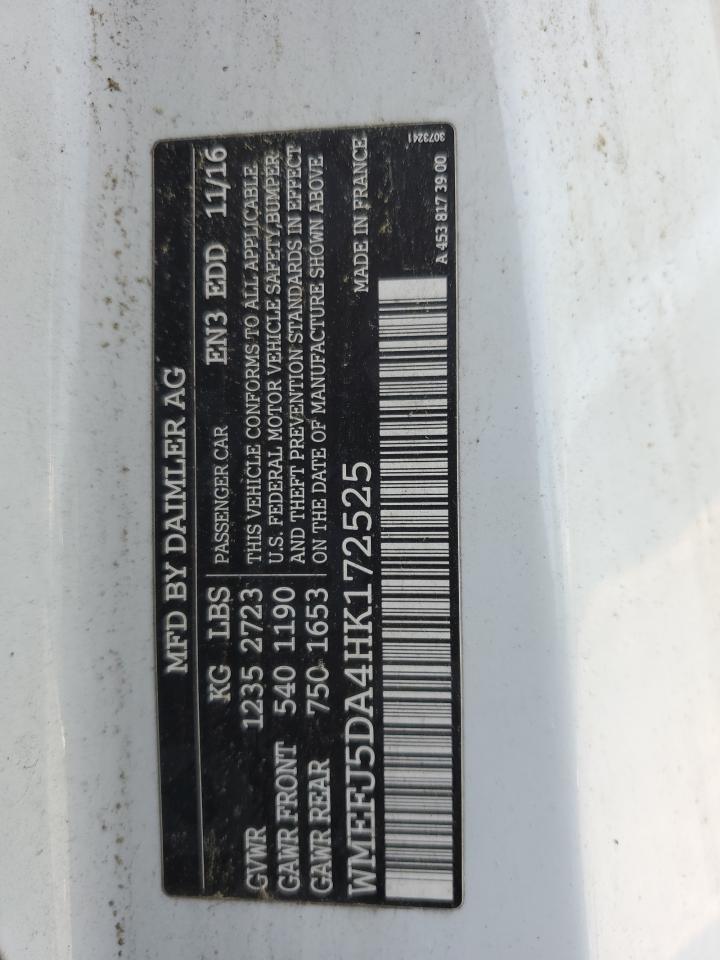 MFD BY DAIMLER AG
KG LBS PASSENGER CAR EN3 EDD 11/16
GVWR 1235 2723 THIS VEHICLE CONFORMS TO ALL APPLICABLE
GAWR FRONT 540 1190 U.S. FEDERAL MOTOR VEHICLE SAFETY, BUMPER,
GAWR REAR 750 1653 AND THEFT PREVENTION STANDARDS IN EFFECT
ON THE DATE OF MANUFACTURE SHOWN ABOVE
WMEFJ5DA4HK172525 MADE IN FRANCE
3073241
A 453 817 39 00